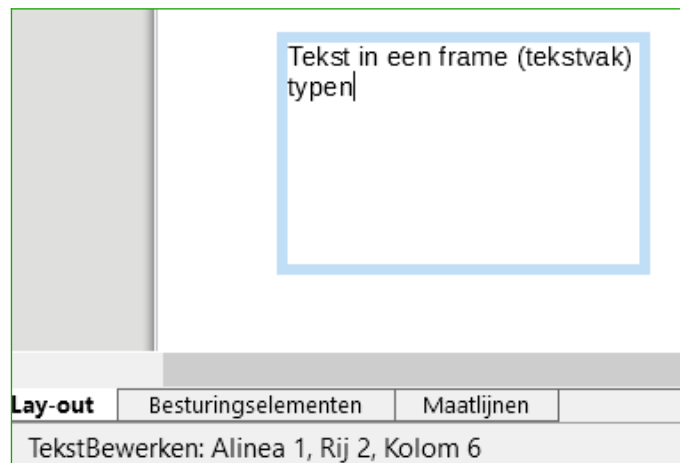 Tekst in een frame (tekstvak)
typen
Lay-out Besturingselementen Maatlijnen
TekstBewerken: Alinea 1, Rij 2, Kolom 6